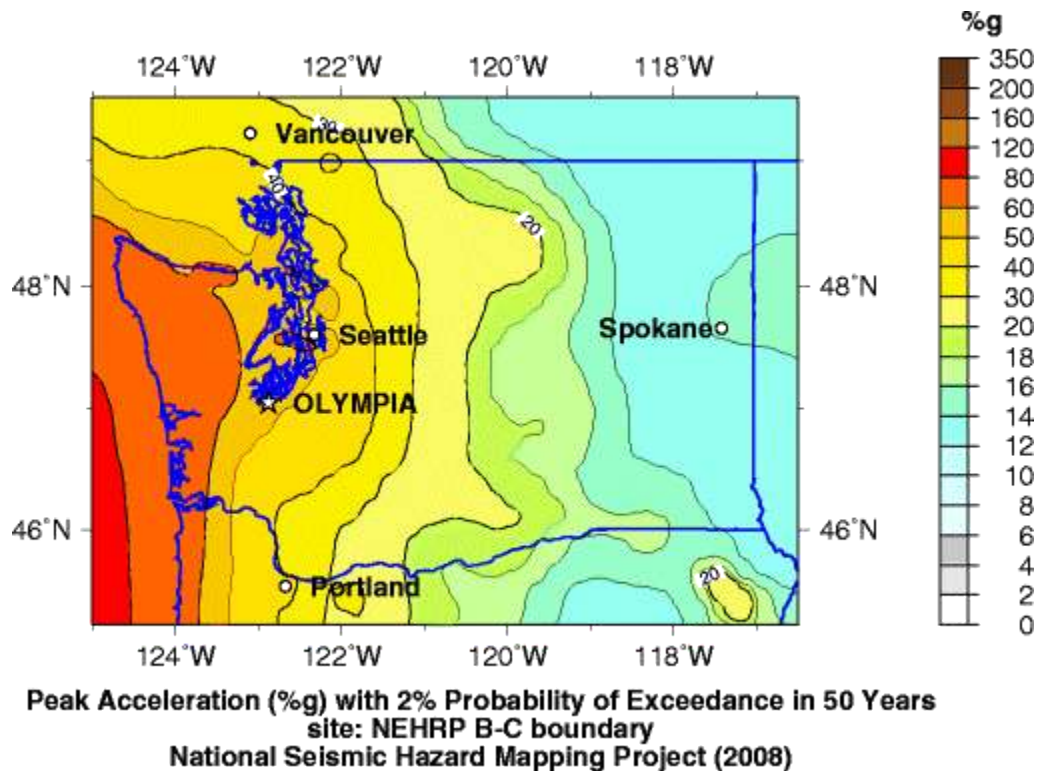 %g
124°W 122°W 120°W 118°W
350
200
160
120
80
60
50
40
30
20
18
16
14
12
10
8
6
4
2
0
30
Vancouver
40
20
48°N 48°N
Spokane
Seattle
OLYMPIA
46°N 46°N
20
Portland
124°W 122°W 120°W 118°W
Peak Acceleration (%g) with 2% Probability of Exceedance in 50 Years
site: NEHRP B-C boundary
National Seismic Hazard Mapping Project (2008)